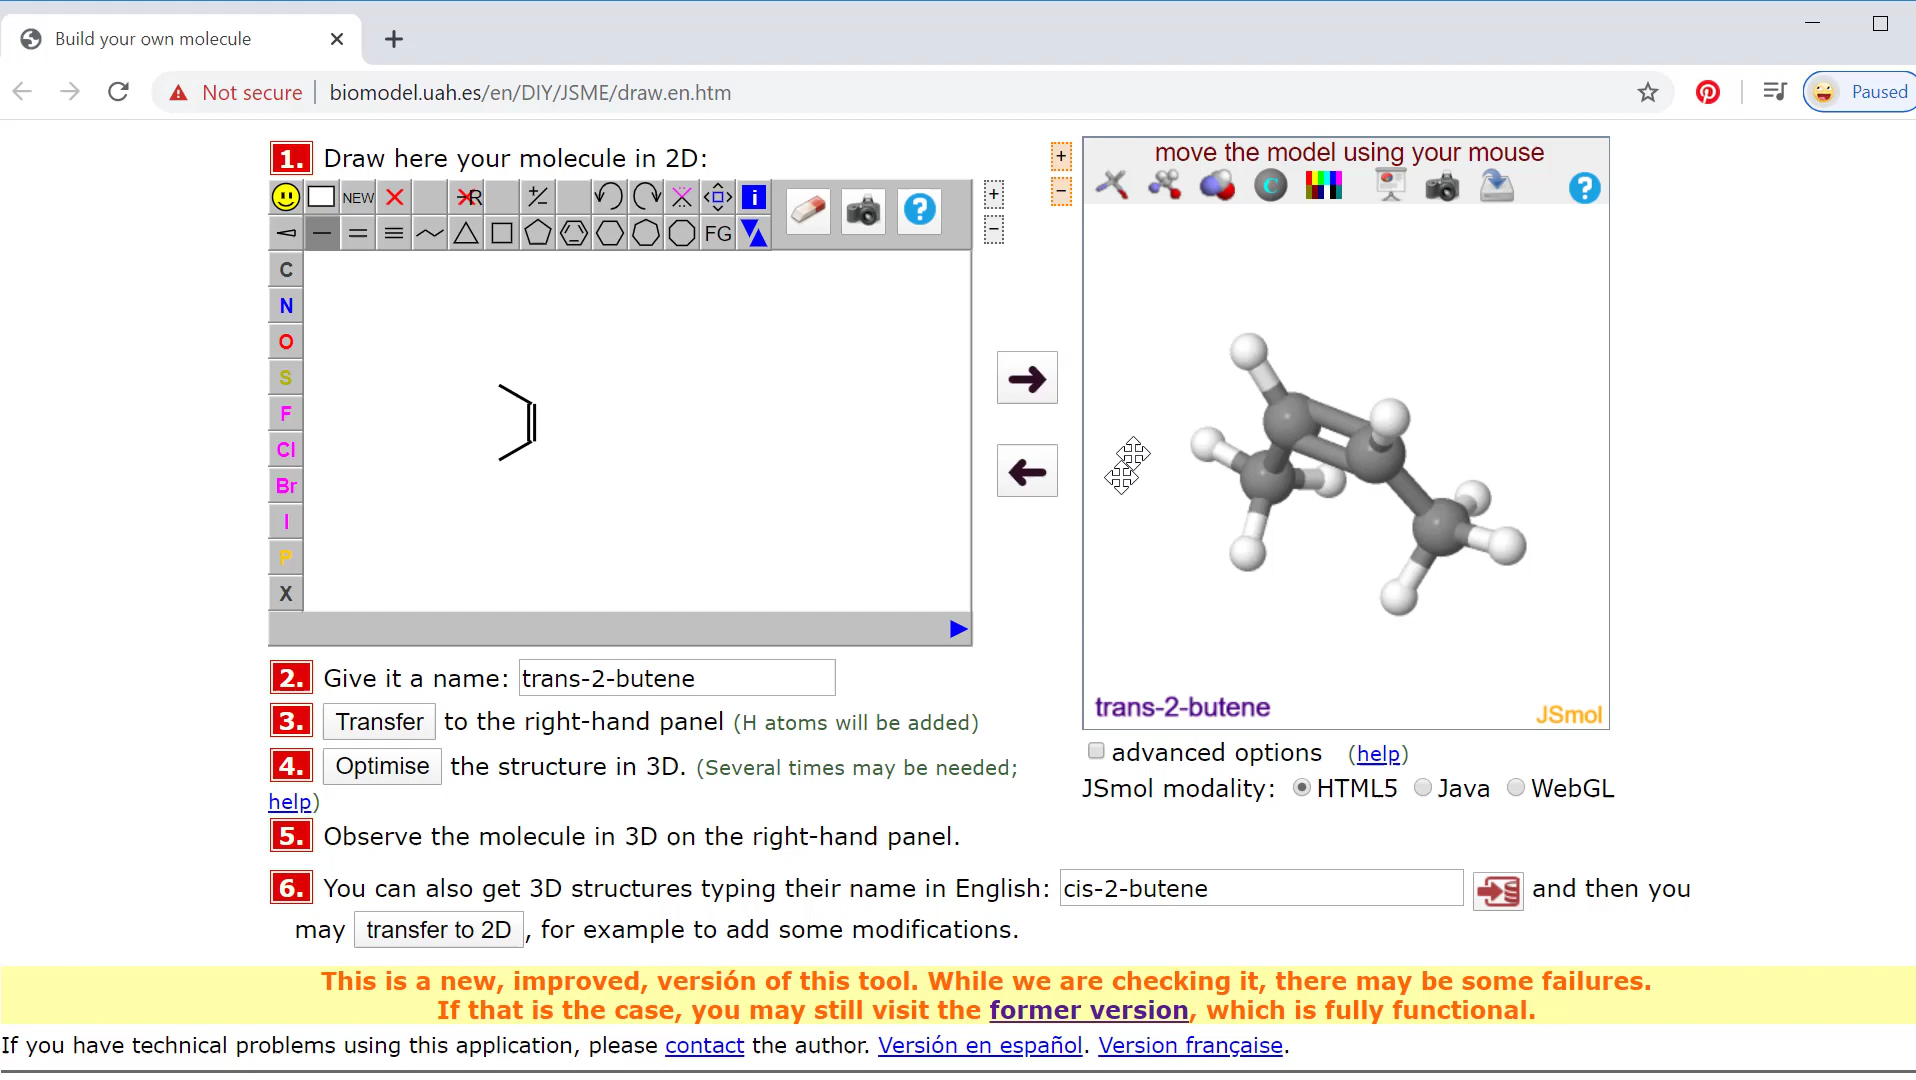 Build your own molecule
Not secure
biomodel.uah.es/en/DIY/JSME/draw.en.htm
Paused
1. Draw here your molecule in 2D:
NEW
R
i
?
FG
C
N
O
S
F
Cl
Br
I
P
X
+
−
+
−
move the model using your mouse
C
?
trans-2-butene
JSmol
2. Give it a name: trans-2-butene
3. Transfer to the right-hand panel (H atoms will be added)
4. Optimise the structure in 3D. (Several times may be needed;
help)
advanced options (help)
JSmol modality: HTML5 Java WebGL
5. Observe the molecule in 3D on the right-hand panel.
6. You can also get 3D structures typing their name in English: cis-2-butene and then you
may transfer to 2D, for example to add some modifications.
This is a new, improved, versión of this tool. While we are checking it, there may be some failures.
If that is the case, you may still visit the former version, which is fully functional.
If you have technical problems using this application, please contact the author. Versión en español. Version française.